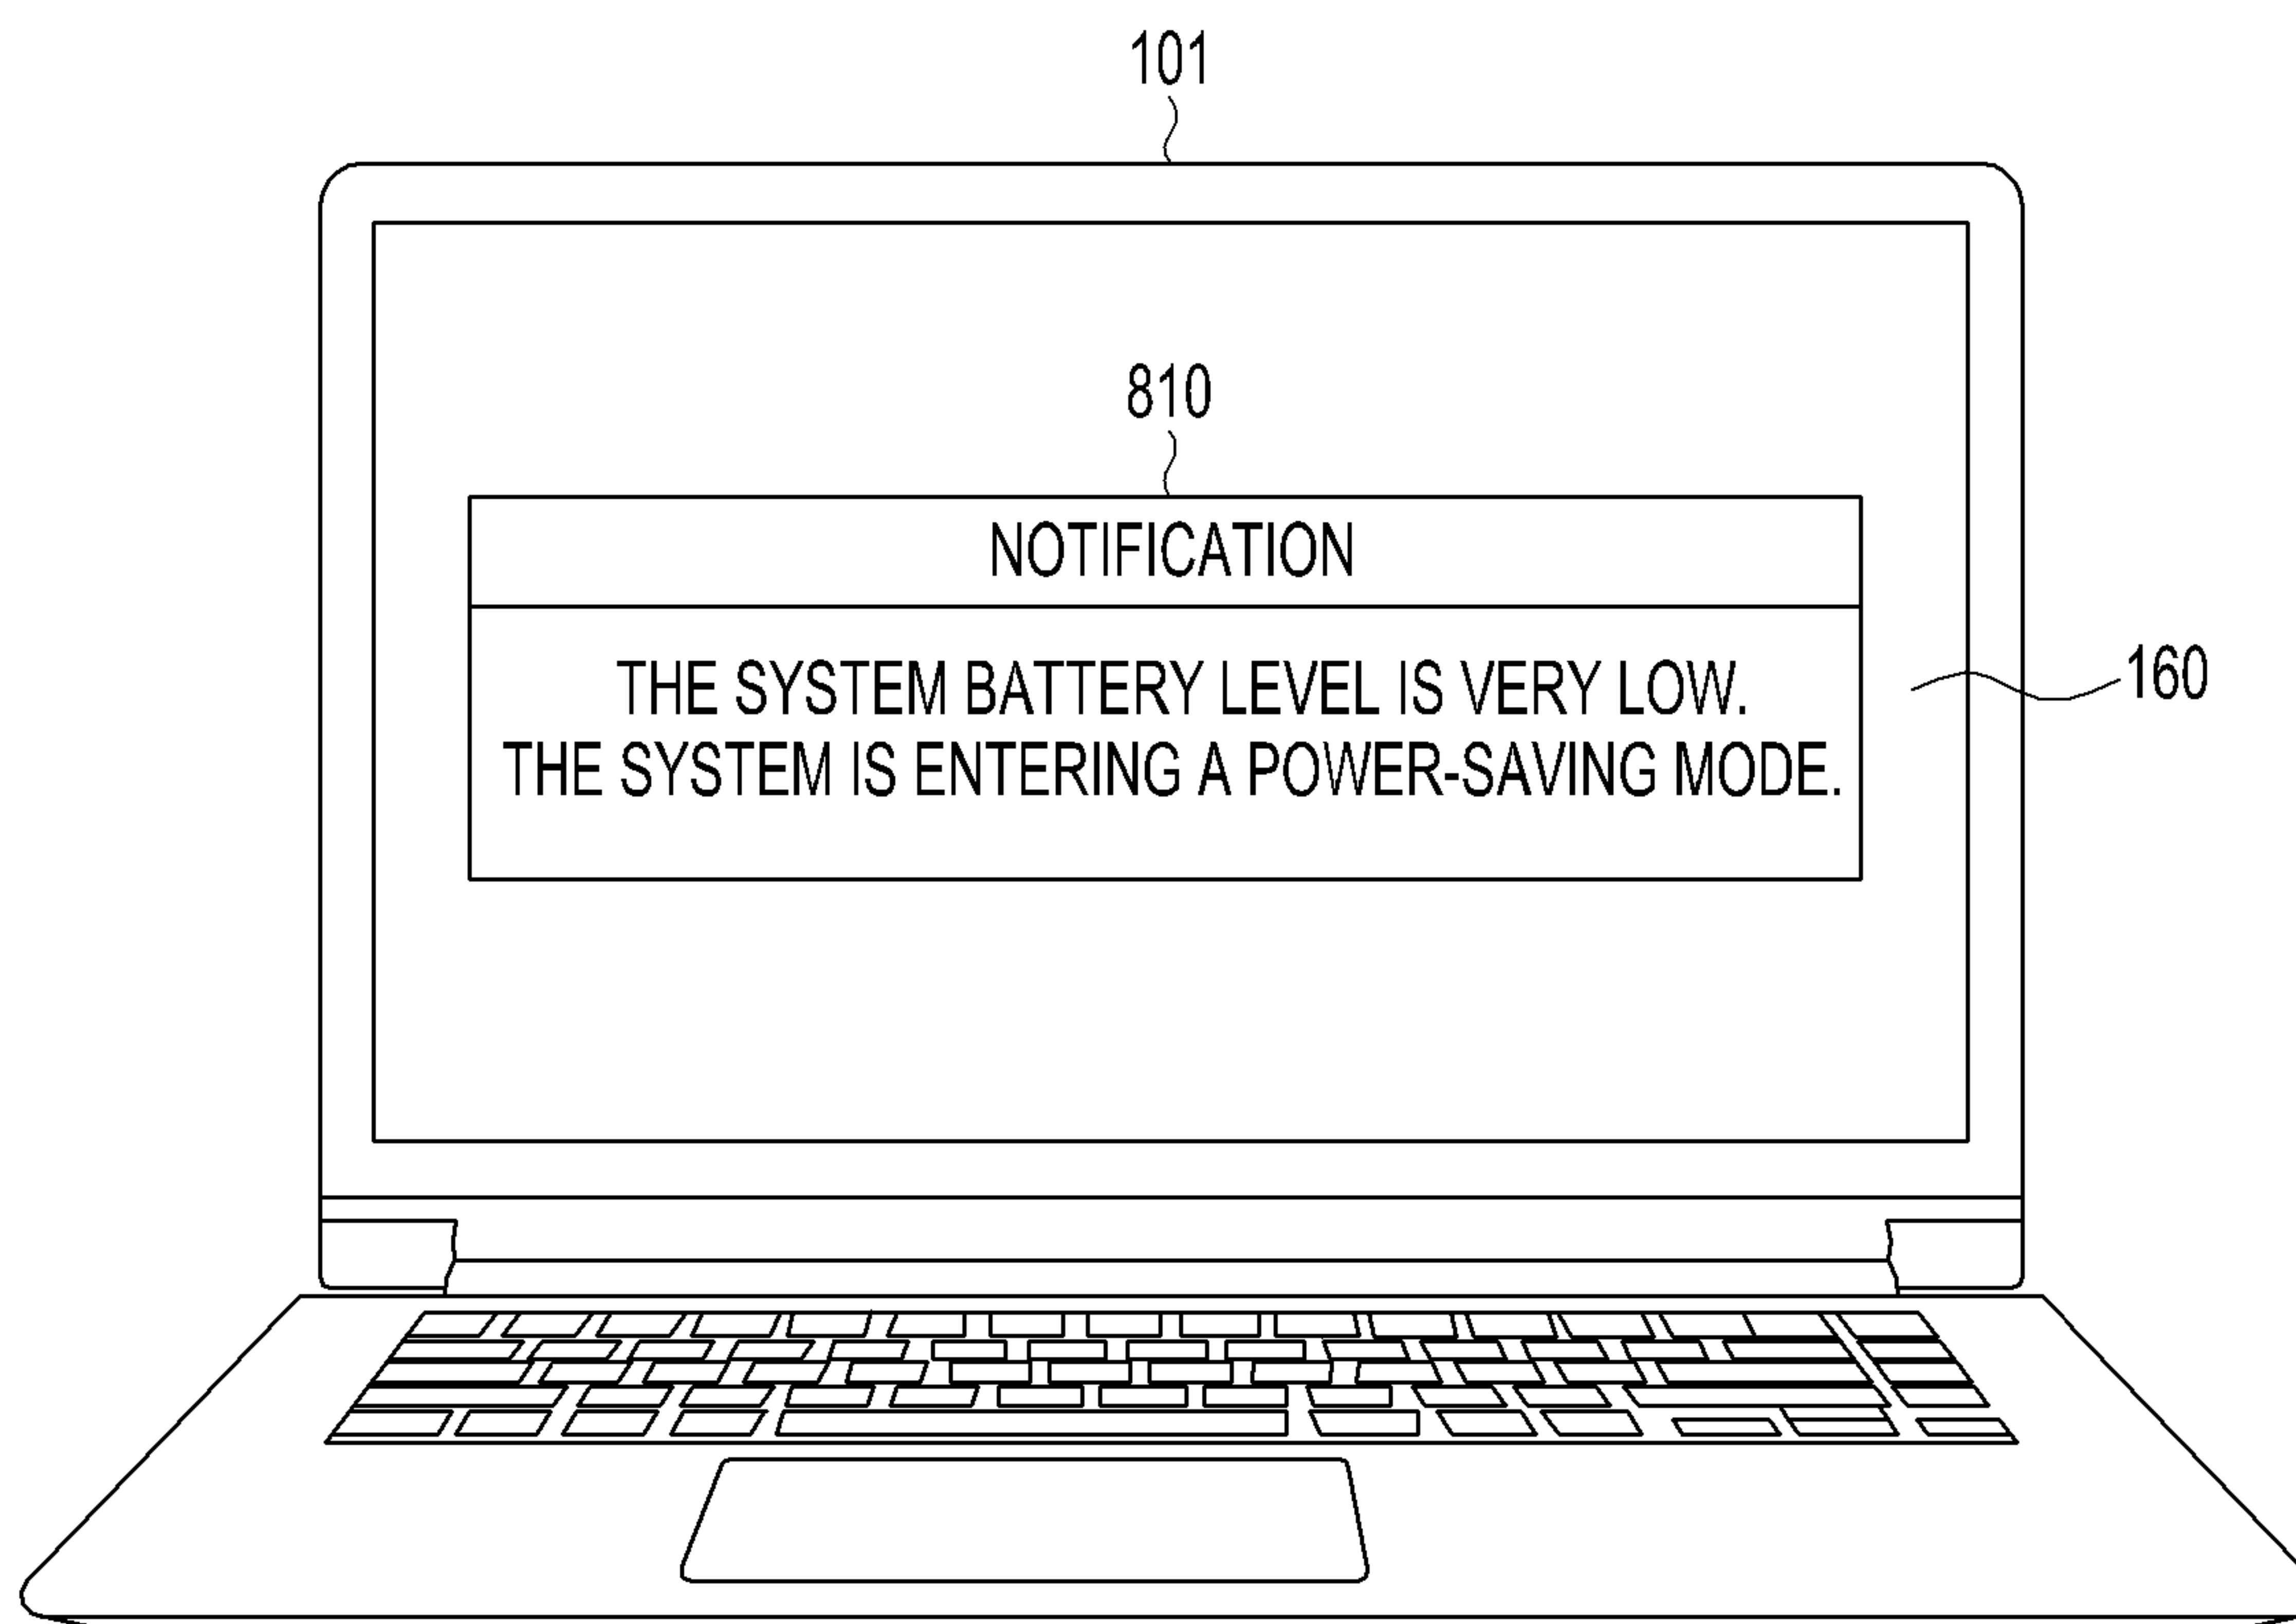 101
810
NOTIFICATION
THE SYSTEM BATTERY LEVEL IS VERY LOW.
THE SYSTEM IS ENTERING A POWER-SAVING MODE.
160